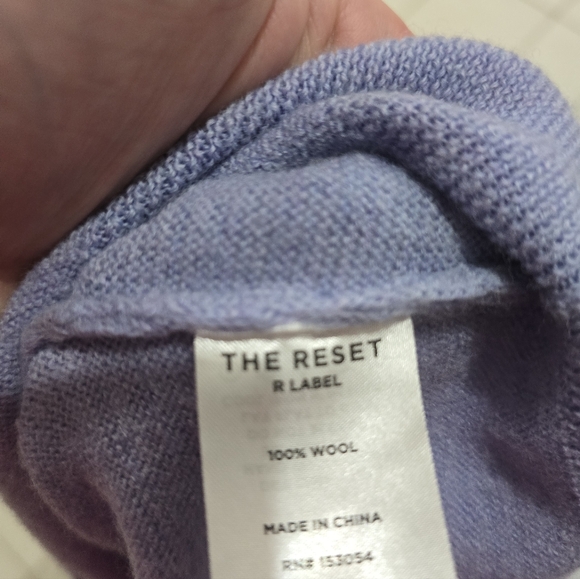 THE RESET
R LABEL
100% WOOL
MADE IN CHINA
RN# 153054